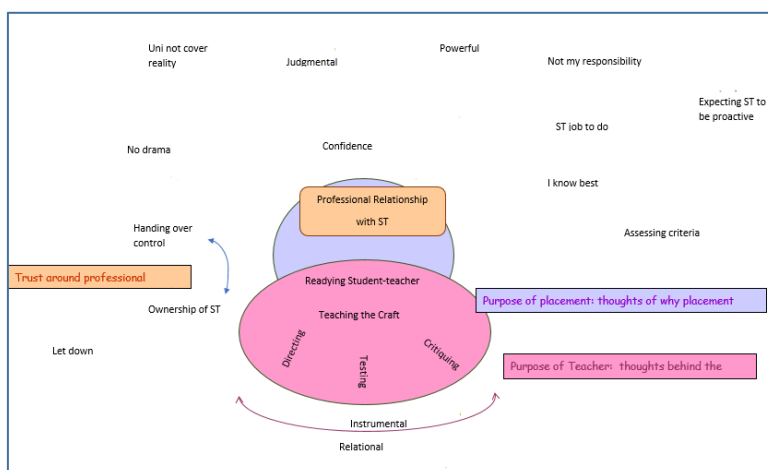 Uni not cover
reality
Judgmental
Powerful
Not my responsibility
Expecting ST to
be proactive
ST job to do
No drama
Confidence
I know best
Professional Relationship
with ST
Handing over
control
Assessing criteria
Trust around professional
Readying Student-teacher
Ownership of ST
Teaching the Craft
Purpose of placement: thoughts of why placement
Directing
Testing
Critiquing
Let down
Purpose of Teacher: thoughts behind the
Instrumental
Relational